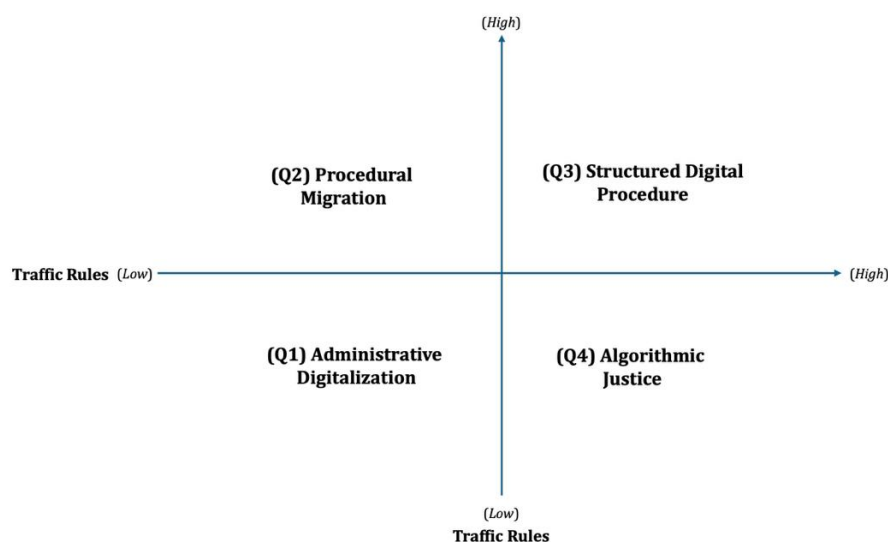 (High)
(Q2) Procedural
Migration
(Q3) Structured Digital
Procedure
Traffic Rules (Low)
(High)
(Q1) Administrative
Digitalization
(Q4) Algorithmic
Justice
(Low)
Traffic Rules